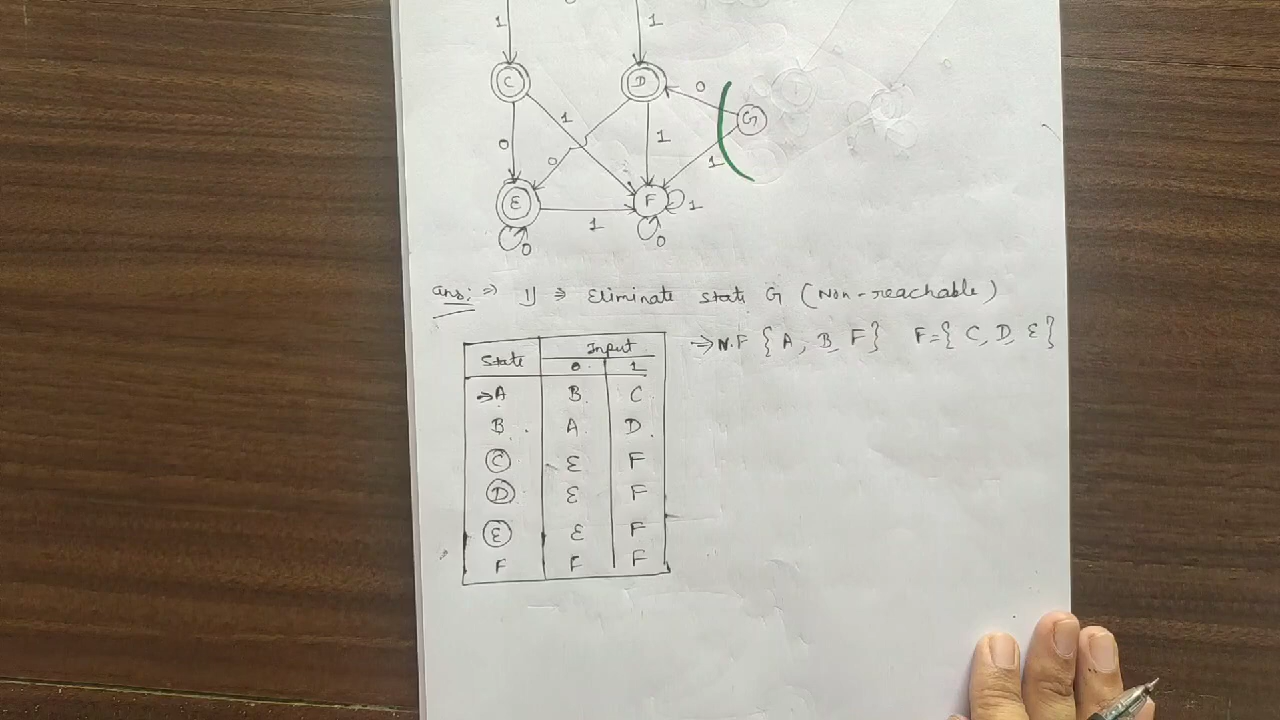 1 1
C D 0 G
1 1 1
0 0
E F 1
1
0 0
Ans: ⇒ 1) ⇒ Eliminate state G (Non-reachable)
→ N.F {A, B, F} F={C, D, E}
State Input
0 1
→A B C
B A D
C E F
D E F
E E F
F F F